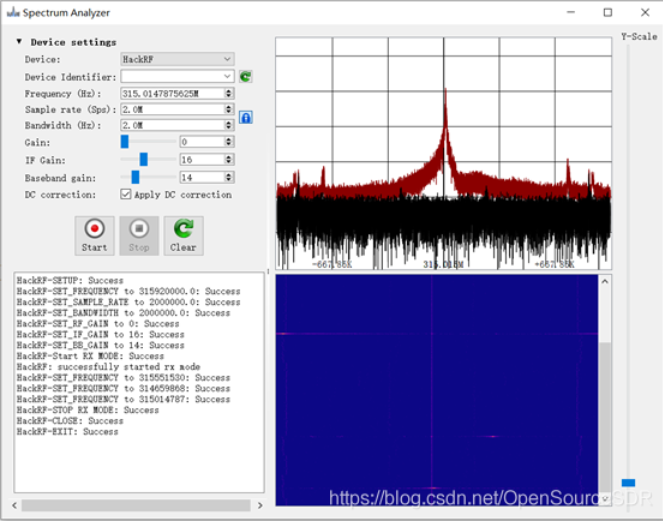 Spectrum Analyzer
Device settings
Device: HackRF
Device Identifier:
Frequency (Hz): 315.0147875625M
Sample rate (Sps): 2.0M
Bandwidth (Hz): 2.0M
Gain: 0
IF Gain: 16
Baseband gain: 14
DC correction: Apply DC correction
Start Stop Clear
HackRF-SETUP: Success
HackRF-SET_FREQUENCY to 315920000.0: Success
HackRF-SET_SAMPLE_RATE to 2000000.0: Success
HackRF-SET_BANDWIDTH to 2000000.0: Success
HackRF-SET_RF_GAIN to 0: Success
HackRF-SET_IF_GAIN to 16: Success
HackRF-SET_BB_GAIN to 14: Success
HackRF-Start RX MODE: Success
HackRF: successfully started rx mode
HackRF-SET_FREQUENCY to 315551530: Success
HackRF-SET_FREQUENCY to 314659868: Success
HackRF-SET_FREQUENCY to 315014787: Success
HackRF-STOP RX MODE: Success
HackRF-CLOSE: Success
HackRF-EXIT: Success
Y-Scale
-667.85K 315.015M +667.85K
https://blog.csdn.net/OpenSourceSDR